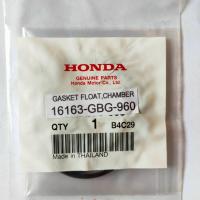 HONDA
GENUINE PARTS
Honda Motor Co., Ltd.
GASKET FLOAT,CHAMBER
16163-GBG-960
QTY 1 B4C29
Made in THAILAND